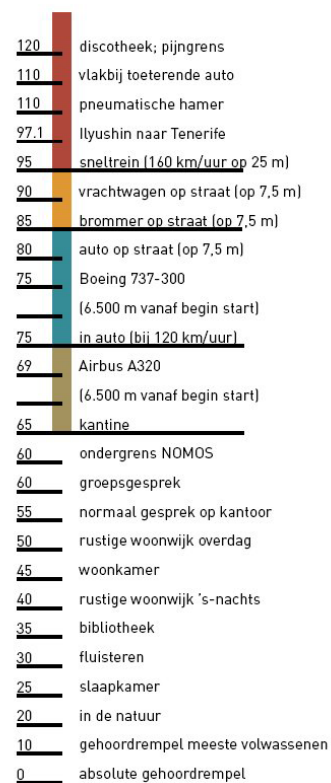 120 discotheek; pijngrens
110 vlakbij toeterende auto
110 pneumatische hamer
97.1 Ilyushin naar Tenerife
95 sneltrein (160 km/uur op 25 m)
90 vrachtwagen op straat (op 7,5 m)
85 brommer op straat (op 7,5 m)
80 auto op straat (op 7,5 m)
75 Boeing 737-300
(6.500 m vanaf begin start)
75 in auto (bij 120 km/uur)
69 Airbus A320
(6.500 m vanaf begin start)
65 kantine
60 ondergrens NOMOS
60 groepsgesprek
55 normaal gesprek op kantoor
50 rustige woonwijk overdag
45 woonkamer
40 rustige woonwijk 's-nachts
35 bibliotheek
30 fluisteren
25 slaapkamer
20 in de natuur
10 gehoordrempel meeste volwassenen
0 absolute gehoordrempel